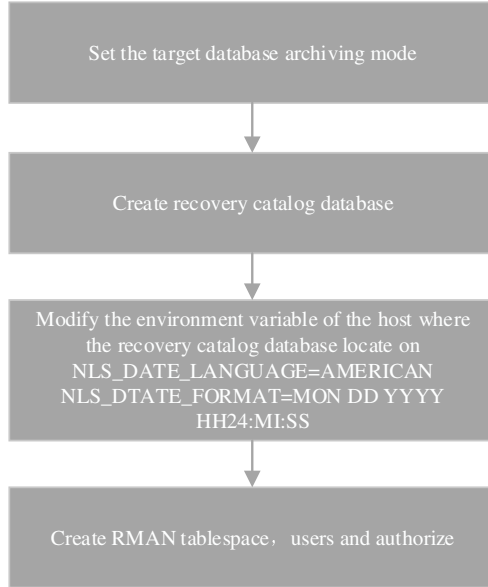 Set the target database archiving mode
Create recovery catalog database
Modify the environment variable of the host where
the recovery catalog database locate on
NLS_DATE_LANGUAGE=AMERICAN
NLS_DTATE_FORMAT=MON DD YYYY
HH24:MI:SS
Create RMAN tablespace，users and authorize